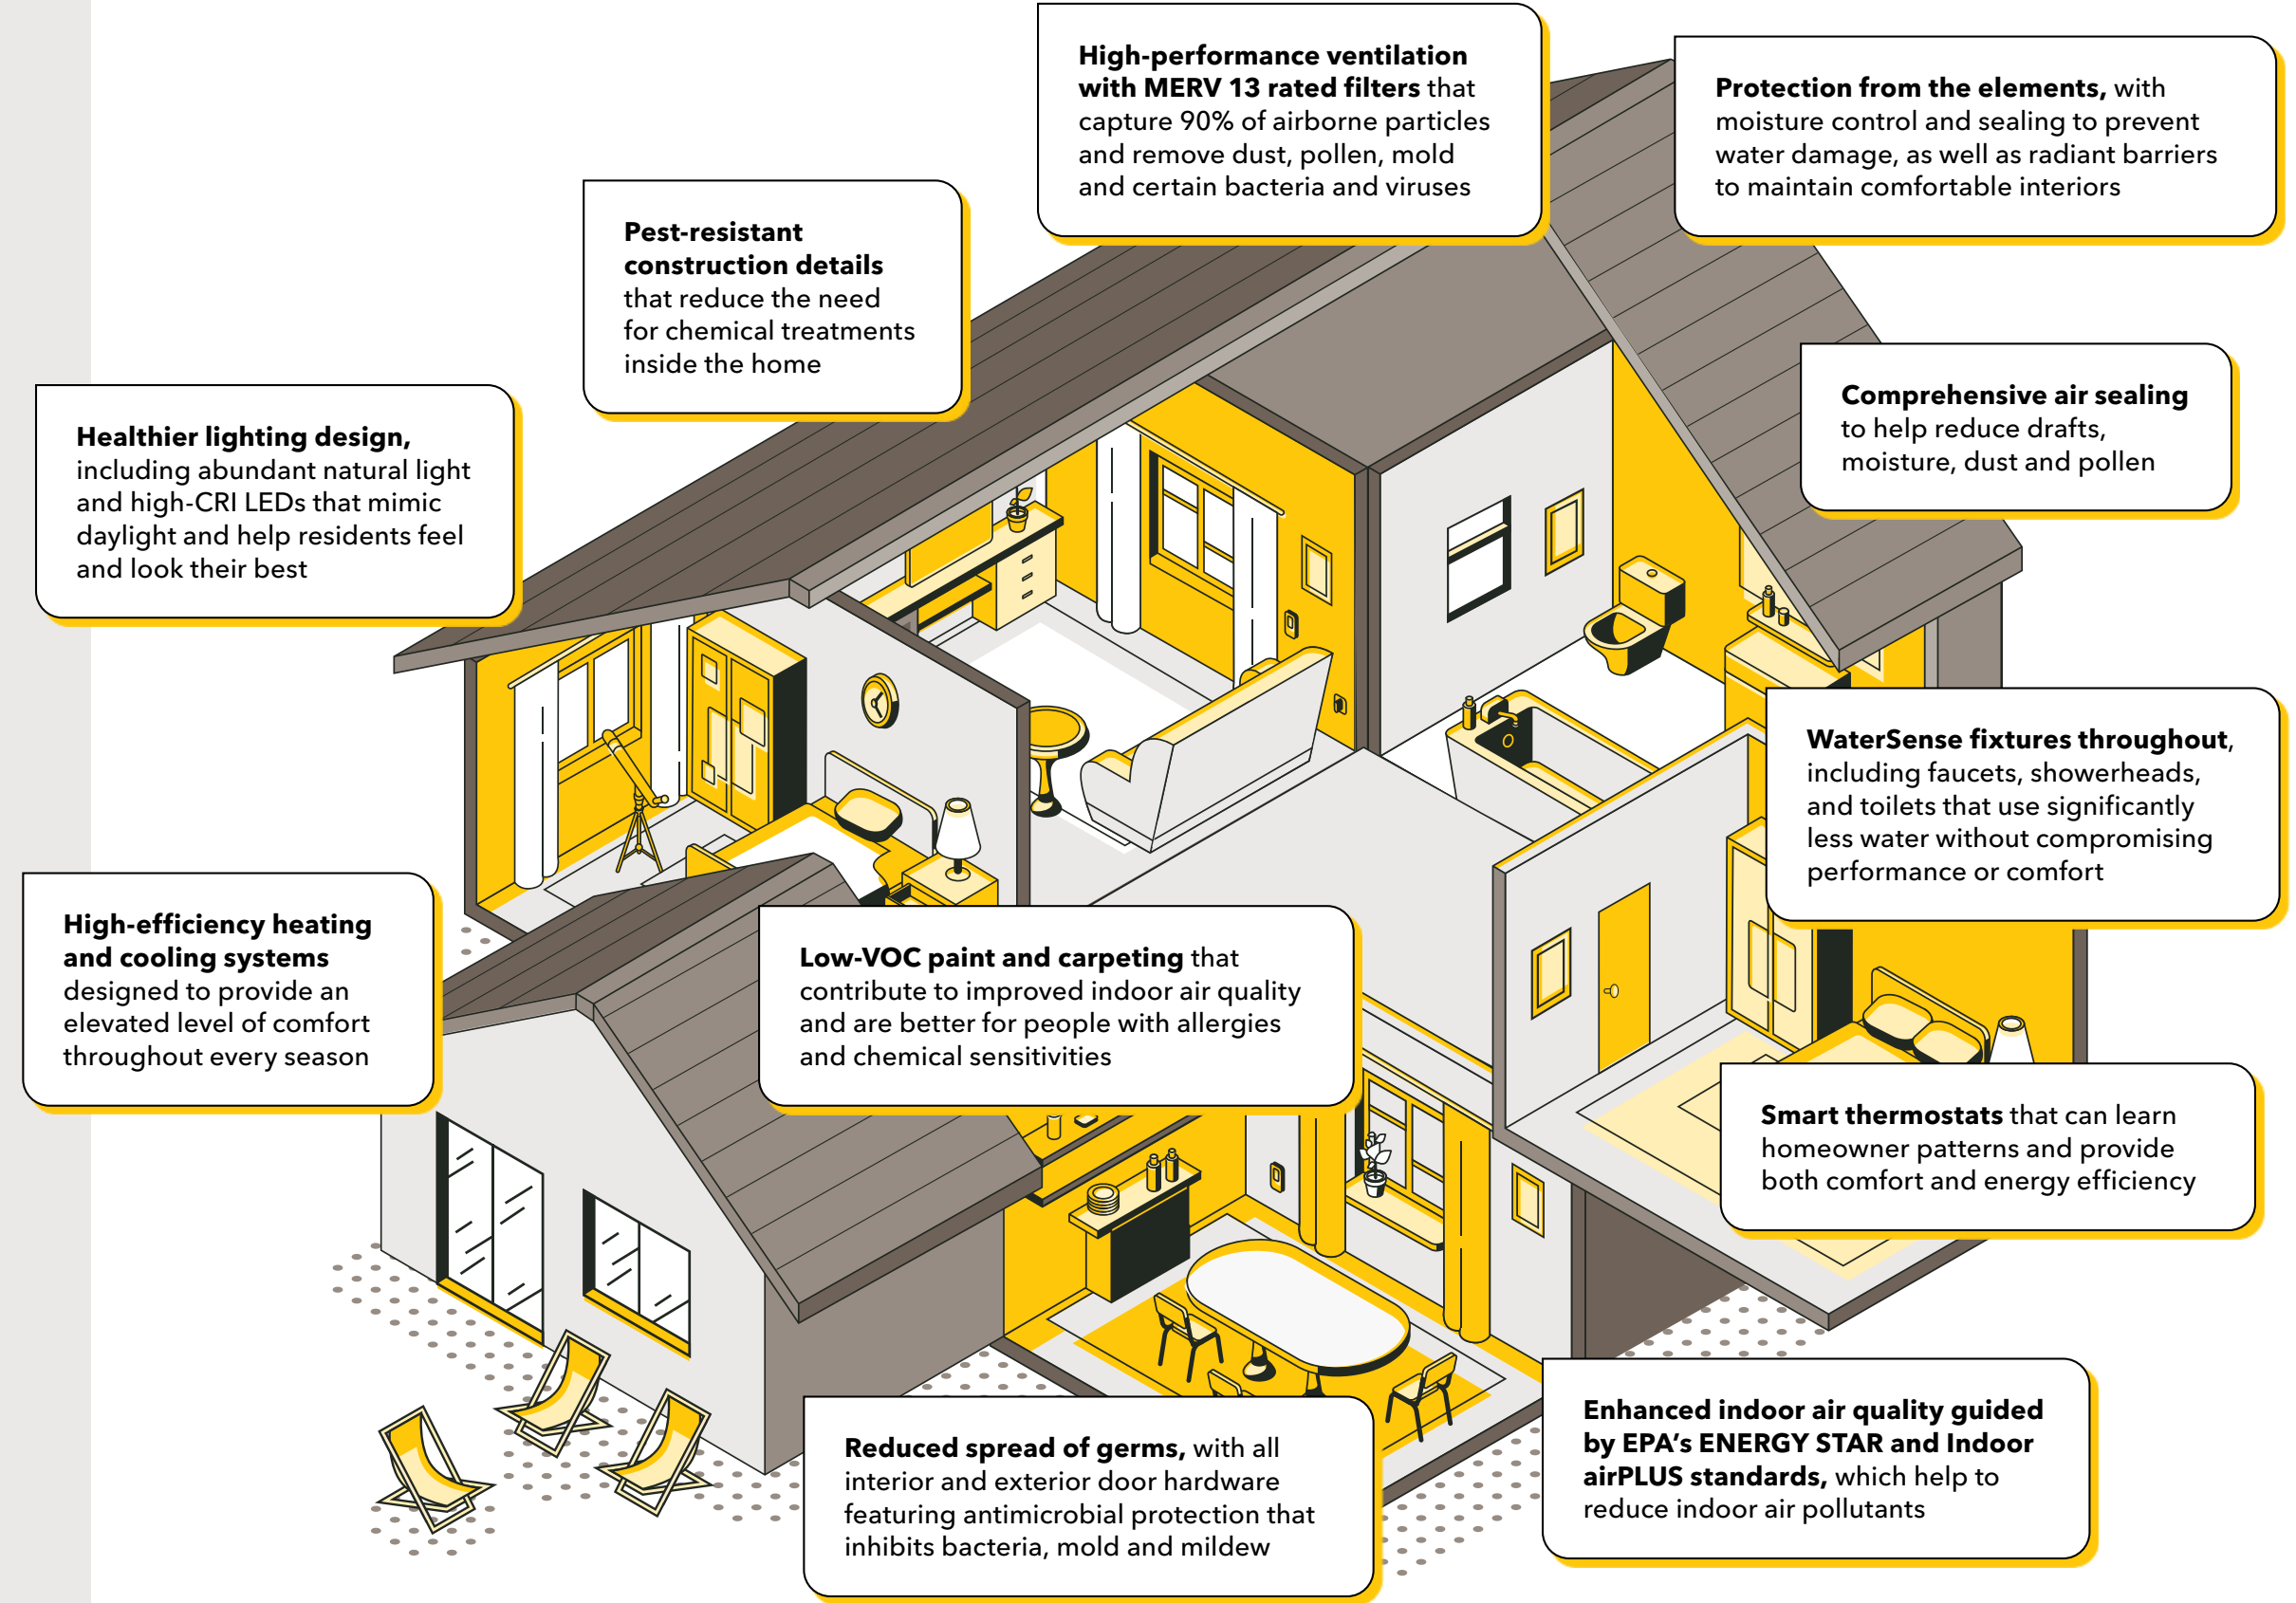 High-performance ventilation
with MERV 13 rated filters that
capture 90% of airborne particles
and remove dust, pollen, mold
and certain bacteria and viruses
Protection from the elements, with
moisture control and sealing to prevent
water damage, as well as radiant barriers
to maintain comfortable interiors
Pest-resistant
construction details
that reduce the need
for chemical treatments
inside the home
Comprehensive air sealing
to help reduce drafts,
moisture, dust and pollen
Healthier lighting design,
including abundant natural light
and high-CRI LEDs that mimic
daylight and help residents feel
and look their best
WaterSense fixtures throughout,
including faucets, showerheads,
and toilets that use significantly
less water without compromising
performance or comfort
High-efficiency heating
and cooling systems
designed to provide an
elevated level of comfort
throughout every season
Low-VOC paint and carpeting that
contribute to improved indoor air quality
and are better for people with allergies
and chemical sensitivities
Smart thermostats that can learn
homeowner patterns and provide
both comfort and energy efficiency
Reduced spread of germs, with all
interior and exterior door hardware
featuring antimicrobial protection that
inhibits bacteria, mold and mildew
Enhanced indoor air quality guided
by EPA’s ENERGY STAR and Indoor
airPLUS standards, which help to
reduce indoor air pollutants